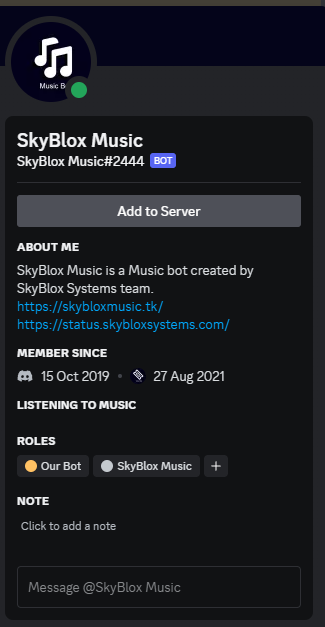 Music B
SkyBlox Music
SkyBlox Music#2444 BOT
Add to Server
ABOUT ME
SkyBlox Music is a Music bot created by
SkyBlox Systems team.
https://skybloxmusic.tk/
https://status.skybloxsystems.com/
MEMBER SINCE
15 Oct 2019 • 27 Aug 2021
LISTENING TO MUSIC
ROLES
Our Bot SkyBlox Music +
NOTE
Click to add a note
Message @SkyBlox Music